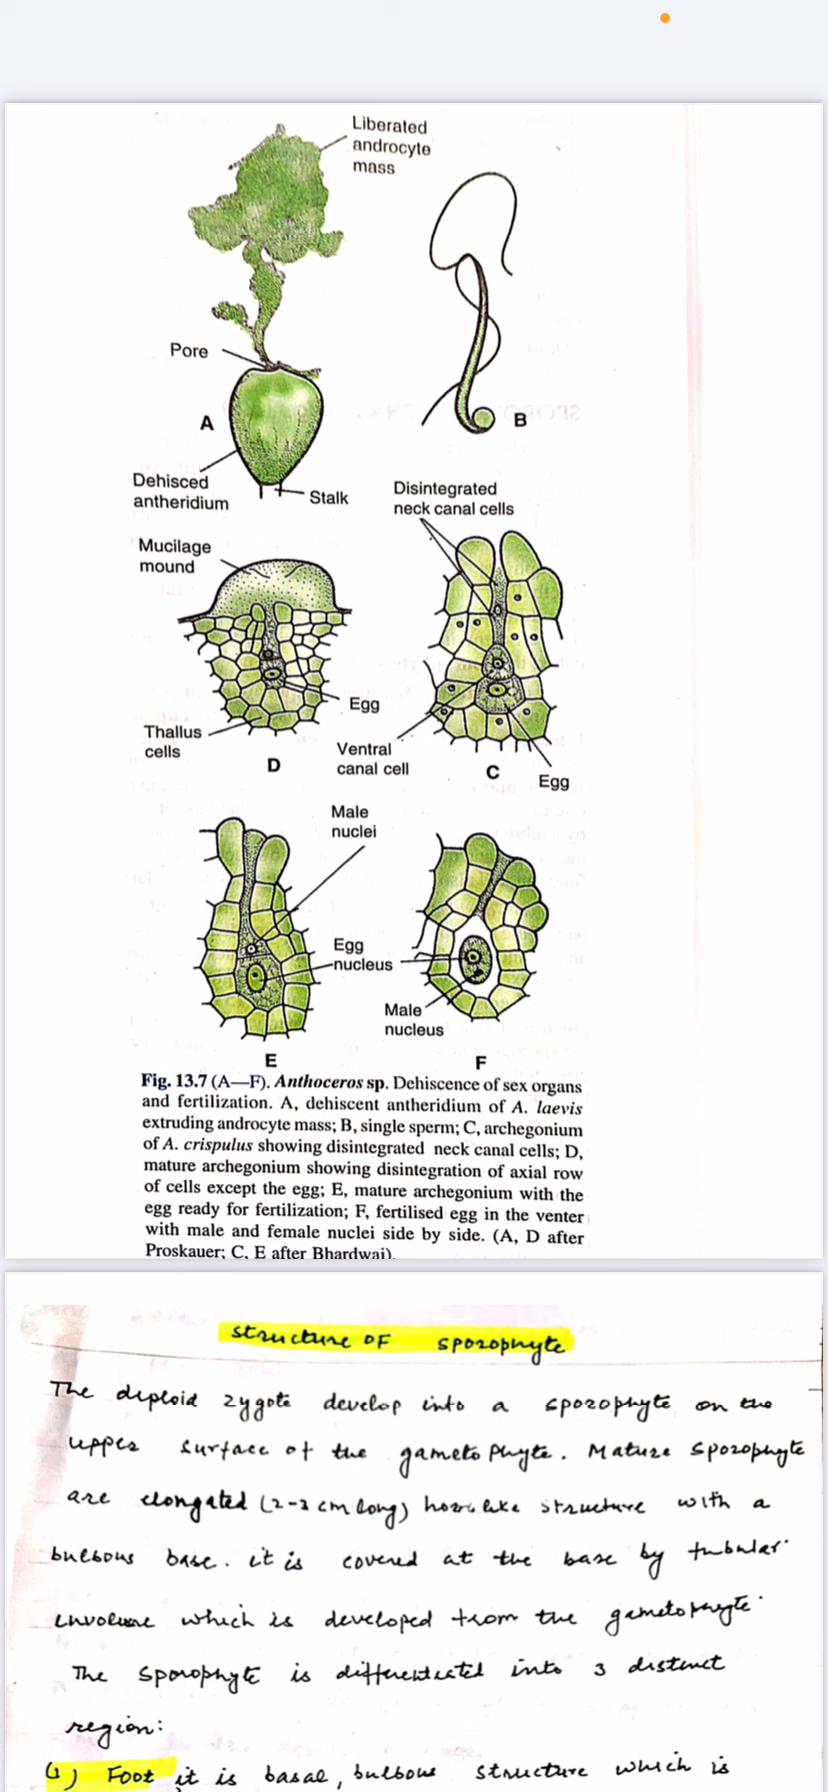 Liberated
androcyte
mass
Pore
A
B
Dehisced
antheridium
Stalk
Disintegrated
neck canal cells
Mucilage
mound
Egg
Thallus
cells
Ventral
canal cell
D
C
Egg
Male
nuclei
Egg
nucleus
Male
nucleus
E
F
Fig. 13.7 (A—F). Anthoceros sp. Dehiscence of sex organs
and fertilization. A, dehiscent antheridium of A. laevis
extruding androcyte mass; B, single sperm; C, archegonium
of A. crispulus showing disintegrated neck canal cells; D,
mature archegonium showing disintegration of axial row
of cells except the egg; E, mature archegonium with the
egg ready for fertilization; F, fertilised egg in the venter
with male and female nuclei side by side. (A, D after
Proskauer; C, E after Bhardwaj).
structure OF sporophyte
The diploid zygote develop into a sporophyte on the
upper surface of the gametophyte. Mature sporophyte
are elongated (2-3 cm long) horn like structure with a
bulbous base. it is covered at the base by tubular
involucre which is developed from the gametophyte.
The sporophyte is differentiated into 3 distinct
region:
(1) Foot it is basal, bulbous structure which is